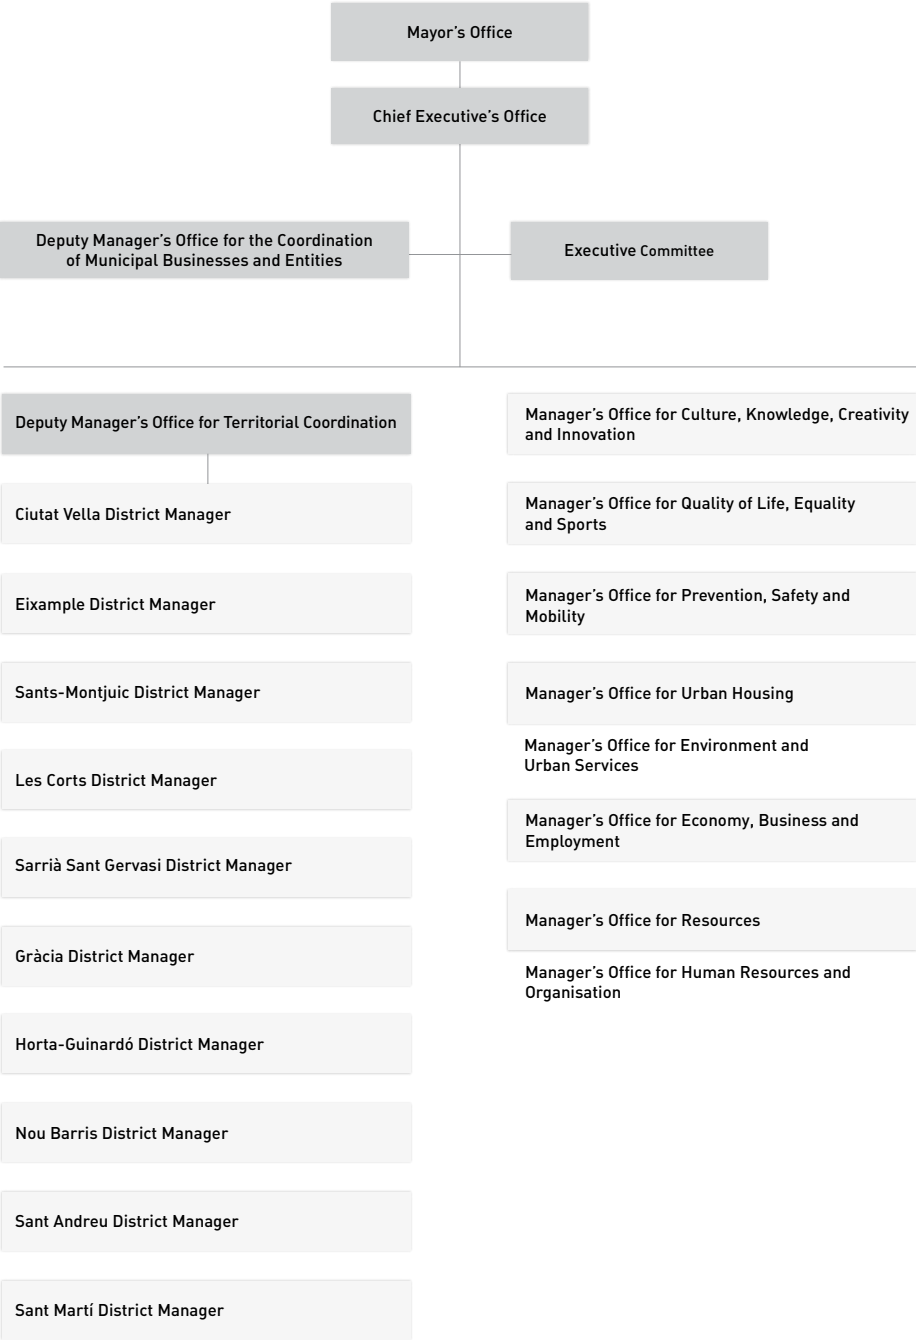 Mayor's Office
Chief Executive's Office
Deputy Manager's Office for the Coordination
of Municipal Businesses and Entities
Executive Committee
Deputy Manager's Office for Territorial Coordination
Ciutat Vella District Manager
Eixample District Manager
Sants-Montjuic District Manager
Les Corts District Manager
Sarrià Sant Gervasi District Manager
Gràcia District Manager
Horta-Guinardó District Manager
Nou Barris District Manager
Sant Andreu District Manager
Sant Martí District Manager
Manager's Office for Culture, Knowledge, Creativity
and Innovation
Manager's Office for Quality of Life, Equality
and Sports
Manager's Office for Prevention, Safety and
Mobility
Manager's Office for Urban Housing
Manager's Office for Environment and
Urban Services
Manager's Office for Economy, Business and
Employment
Manager's Office for Resources
Manager's Office for Human Resources and
Organisation